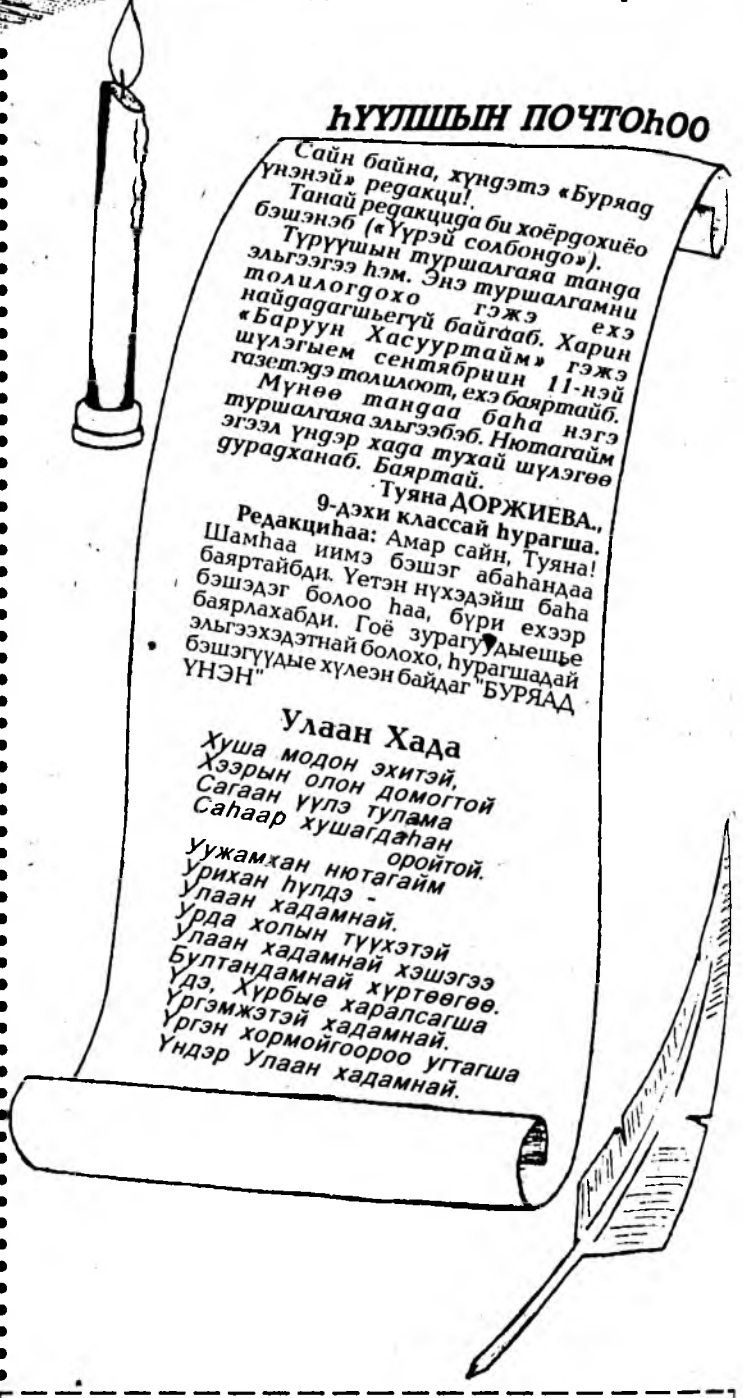 ҺҮҮЛШЫН ПОЧТОҺОО
Сайн байна, хүндэтэ «Буряад
үнэнэй» редакци!,
Танай редакцида би хоёрдохиёо
бэшэнэб («Үүрэй солбондо»).
Түрүүшын туршалгаяа танда
эльгээгээ һэм. Энэ туршалгамни
толилогдохо гэжэ ехэ
найдадагшьегүй байгааб. Харин
«Баруун Хасууртайм» гэжэ
шүлэгыем сентябриин 11-нэй
газетэдэ толилоот, ехэ баяртайб.
Мүнөө тандаа баһа нэгэ
туршалгаяа эльгээбэб. Нютагайм
эгээл үндэр хада тухай шүлэгөө
дурадханаб. Баяртай.
Туяна ДОРЖИЕВА.,
9-дэхи классай һурагша.
Редакциһаа: Амар сайн, Туяна!
Шамһаа иимэ бэшэг абаһандаа
баяртайбди. Үетэн нүхэдэйш баһа
бэшэдэг болоо һаа, бүри ехээр
баярлахабди. Гоё зурагуудыешье
эльгээхэдэтнай болохо, һурагшадай
бэшэгүүдые хүлеэн байдаг "БУРЯАД
ҮНЭН"
Улаан Хада
Хуша модон эхитэй,
Хээрын олон домогтой
Сагаан үүлэ тулама
Саһаар хушагдаһан
оройтой.
Уужамхан нютагайм
Урихан һүлдэ -
Улаан хадамнай.
Урда холын түүхэтэй
Улаан хадамнай хэшэгээ
Бултандамнай хүртөөгөө.
Үдэ, Хүрбые харалсагша
Үргэмжэтэй хадамнай.
Үргэн хормойгоороо угтагша
Үндэр Улаан хадамнай.